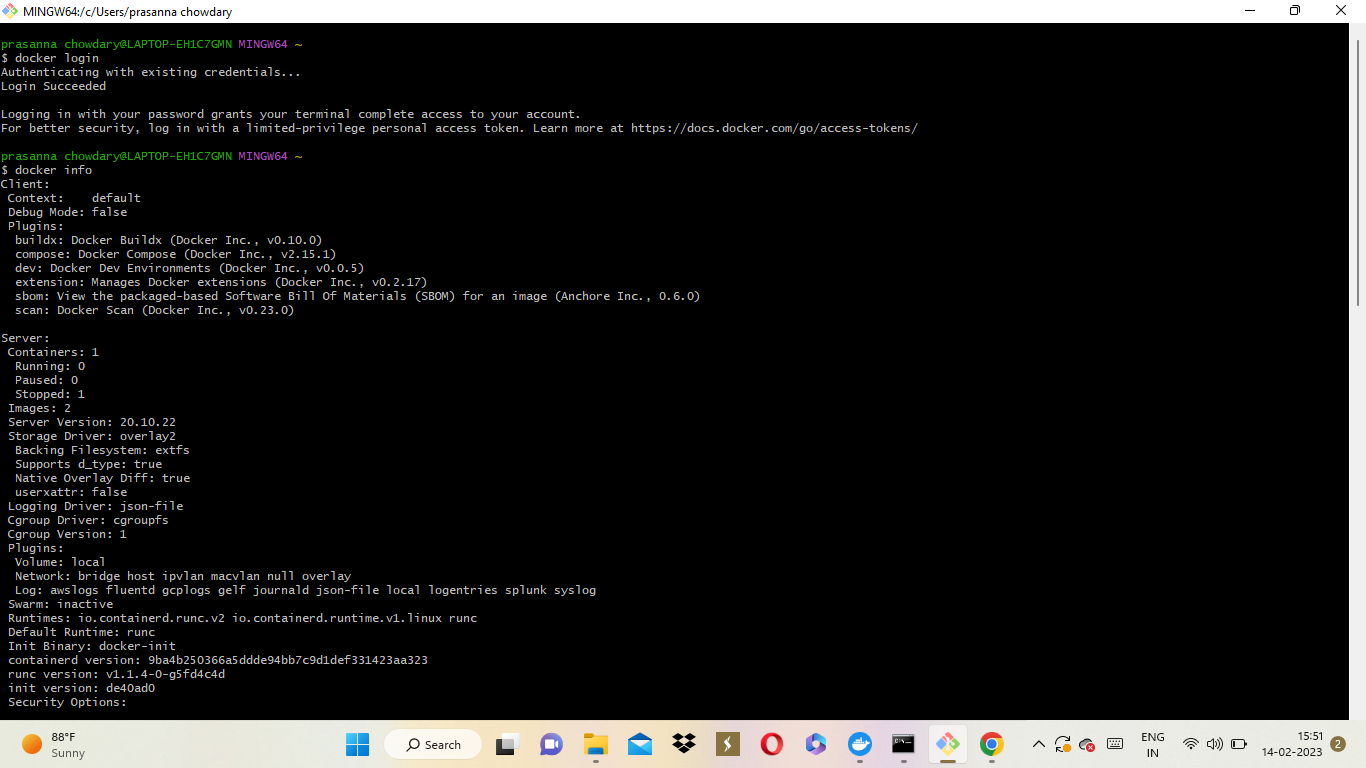 MINGW64:/c/Users/prasanna chowdary
prasanna chowdary@LAPTOP-EH1C7GMN MINGW64 ~
$ docker login
Authenticating with existing credentials...
Login Succeeded
Logging in with your password grants your terminal complete access to your account.
For better security, log in with a limited-privilege personal access token. Learn more at https://docs.docker.com/go/access-tokens/
prasanna chowdary@LAPTOP-EH1C7GMN MINGW64 ~
$ docker info
Client:
Context:    default
Debug Mode: false
Plugins:
buildx: Docker Buildx (Docker Inc., v0.10.0)
compose: Docker Compose (Docker Inc., v2.15.1)
dev: Docker Dev Environments (Docker Inc., v0.0.5)
extension: Manages Docker extensions (Docker Inc., v0.2.17)
sbom: View the packaged-based Software Bill Of Materials (SBOM) for an image (Anchore Inc., 0.6.0)
scan: Docker Scan (Docker Inc., v0.23.0)
Server:
Containers: 1
Running: 0
Paused: 0
Stopped: 1
Images: 2
Server Version: 20.10.22
Storage Driver: overlay2
Backing Filesystem: extfs
Supports d_type: true
Native Overlay Diff: true
userxattr: false
Logging Driver: json-file
Cgroup Driver: cgroupfs
Cgroup Version: 1
Plugins:
Volume: local
Network: bridge host ipvlan macvlan null overlay
Log: awslogs fluentd gcplogs gelf journald json-file local logentries splunk syslog
Swarm: inactive
Runtimes: io.containerd.runc.v2 io.containerd.runtime.v1.linux runc
Default Runtime: runc
Init Binary: docker-init
containerd version: 9ba4b250366a5ddde94bb7c9d1def331423aa323
runc version: v1.1.4-0-g5fd4c4d
init version: de40ad0
Security Options:
88°F
Sunny
Search
ENG
IN
15:51
14-02-2023
2